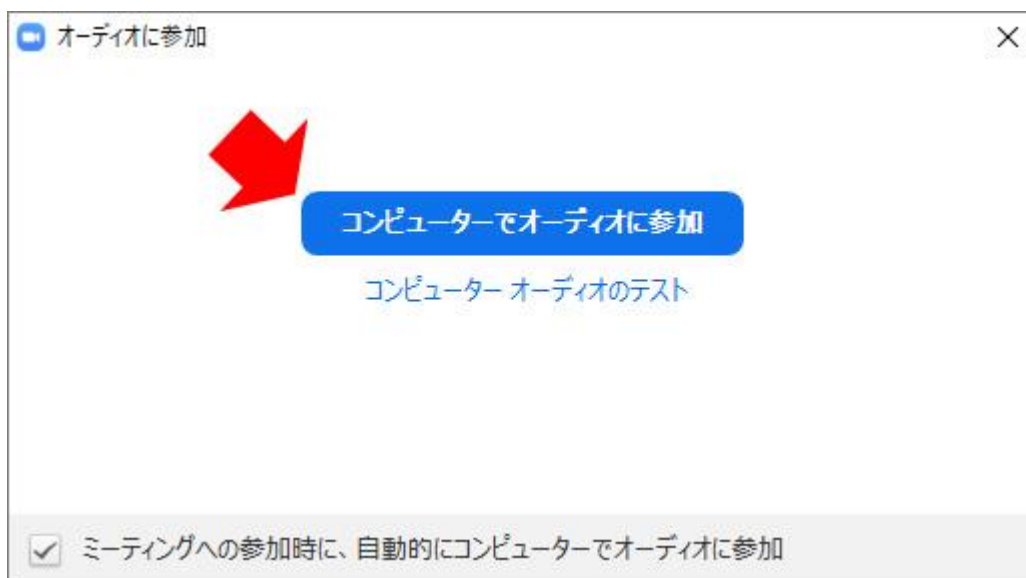 オーディオに参加
コンピューターでオーディオに参加
コンピューター オーディオのテスト
ミーティングへの参加時に、自動的にコンピューターでオーディオに参加